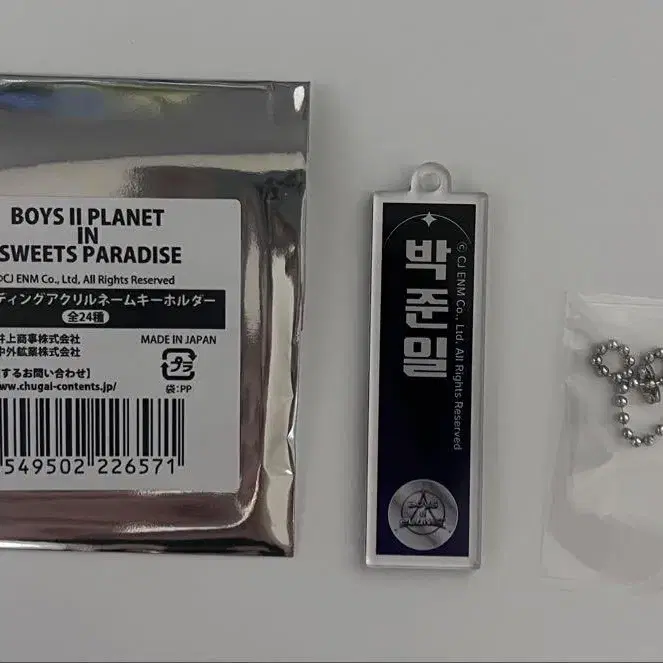 BOYS II PLANET
IN
SWEETS PARADISE
©CJ ENM Co., Ltd, All Rights Reserved
ティングアクリルネームキーホルダー
全24種
井上商事株式会社
中外鉱業株式会社
MADE IN JAPAN
プラ
袋:PP
するお問い合わせ】
www.chugai-contents.jp/
549502 226571
박준일
© CJ ENM Co., Ltd. All Rights Reserved